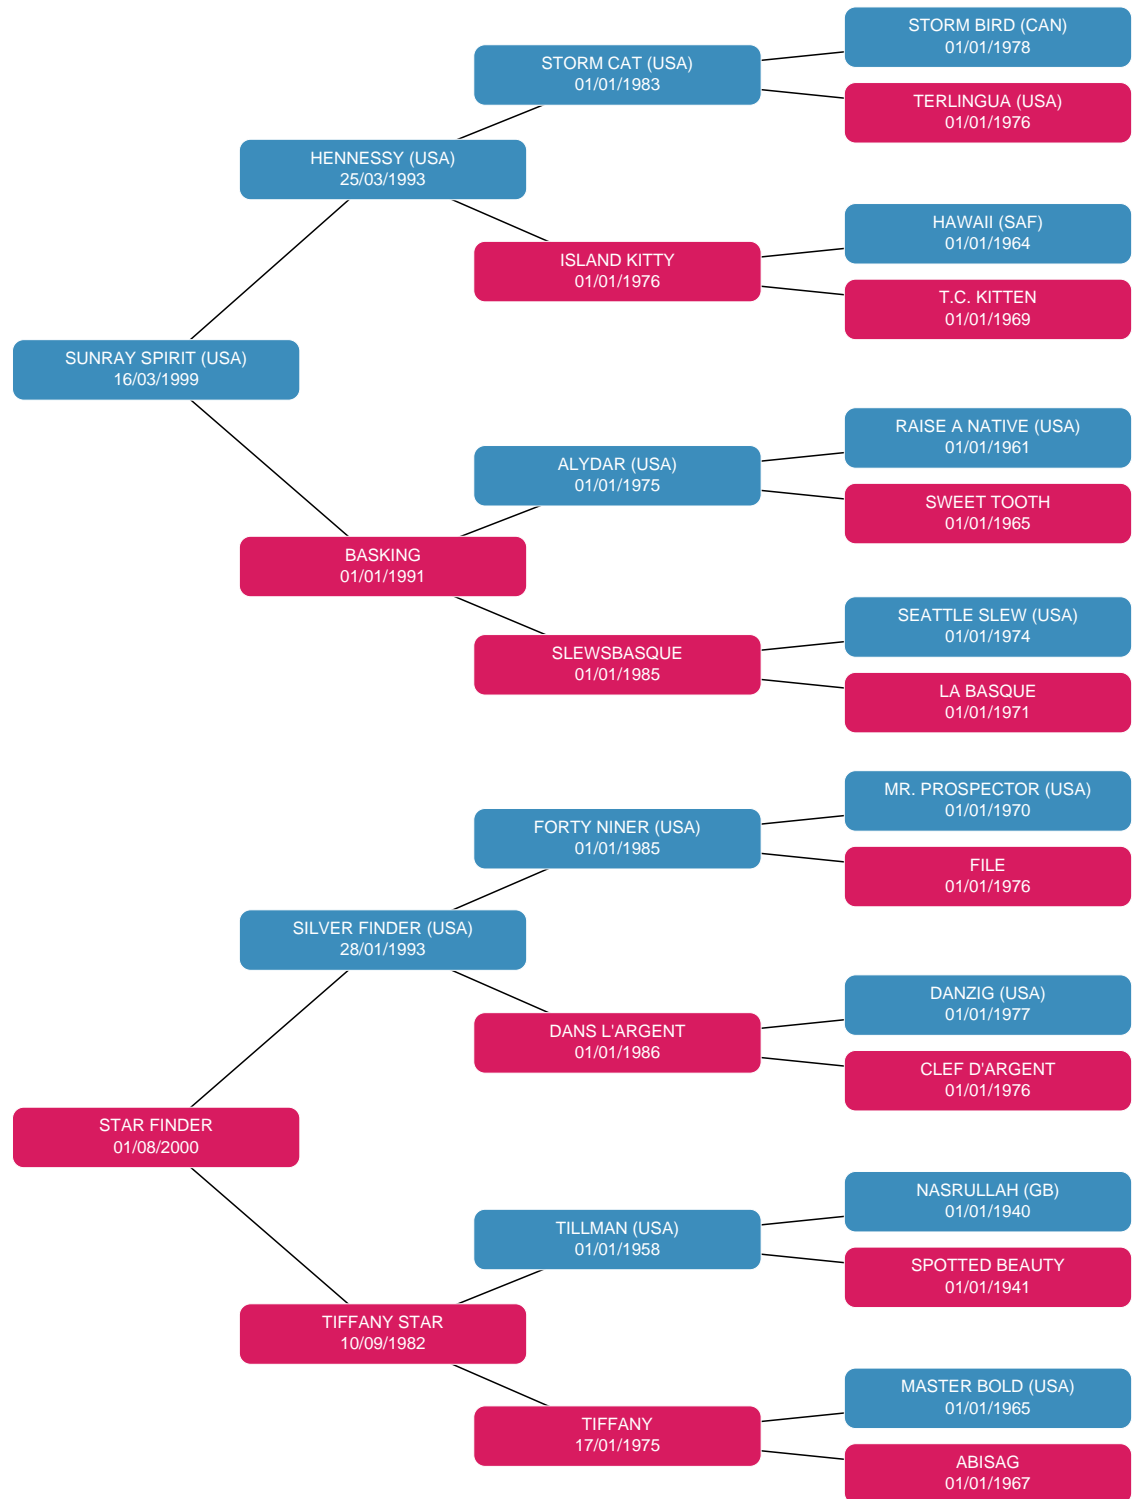 STORM BIRD (CAN)
01/01/1978
STORM CAT (USA)
01/01/1983
TERLINGUA (USA)
01/01/1976
HENNESSY (USA)
25/03/1993
HAWAII (SAF)
01/01/1964
ISLAND KITTY
01/01/1976
T.C. KITTEN
01/01/1969
SUNRAY SPIRIT (USA)
16/03/1999
RAISE A NATIVE (USA)
01/01/1961
ALYDAR (USA)
01/01/1975
SWEET TOOTH
01/01/1965
BASKING
01/01/1991
SEATTLE SLEW (USA)
01/01/1974
SLEWSBASQUE
01/01/1985
LA BASQUE
01/01/1971
MR. PROSPECTOR (USA)
01/01/1970
FORTY NINER (USA)
01/01/1985
FILE
01/01/1976
SILVER FINDER (USA)
28/01/1993
DANZIG (USA)
01/01/1977
DANS L'ARGENT
01/01/1986
CLEF D'ARGENT
01/01/1976
STAR FINDER
01/08/2000
NASRULLAH (GB)
01/01/1940
TILLMAN (USA)
01/01/1958
SPOTTED BEAUTY
01/01/1941
TIFFANY STAR
10/09/1982
MASTER BOLD (USA)
01/01/1965
TIFFANY
17/01/1975
ABISAG
01/01/1967